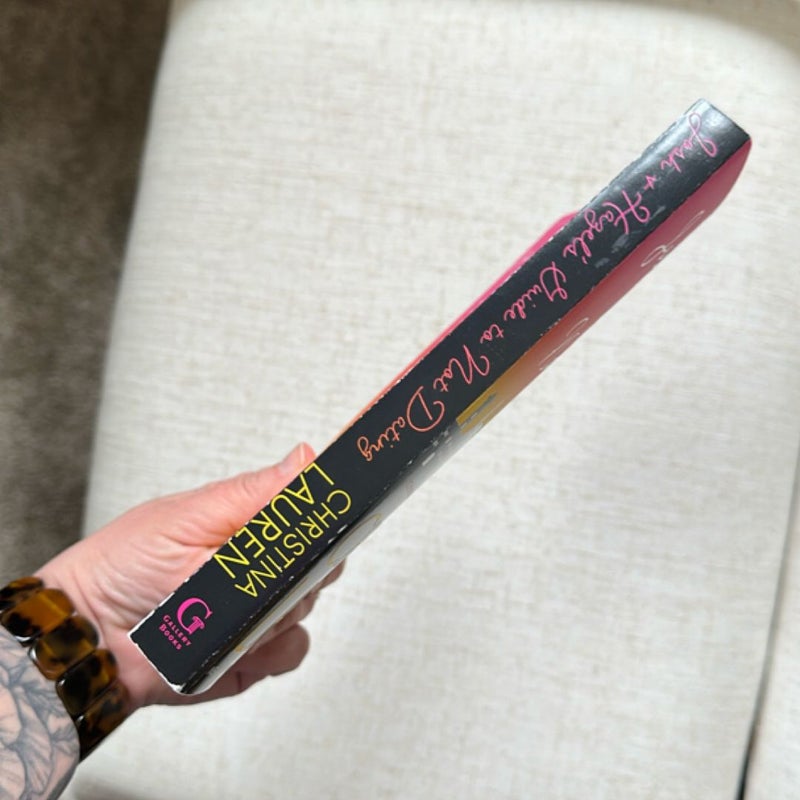 Josh + Hazel's Guide to Not Dating
CHRISTINA
LAUREN
G
GALLERY
BOOKS